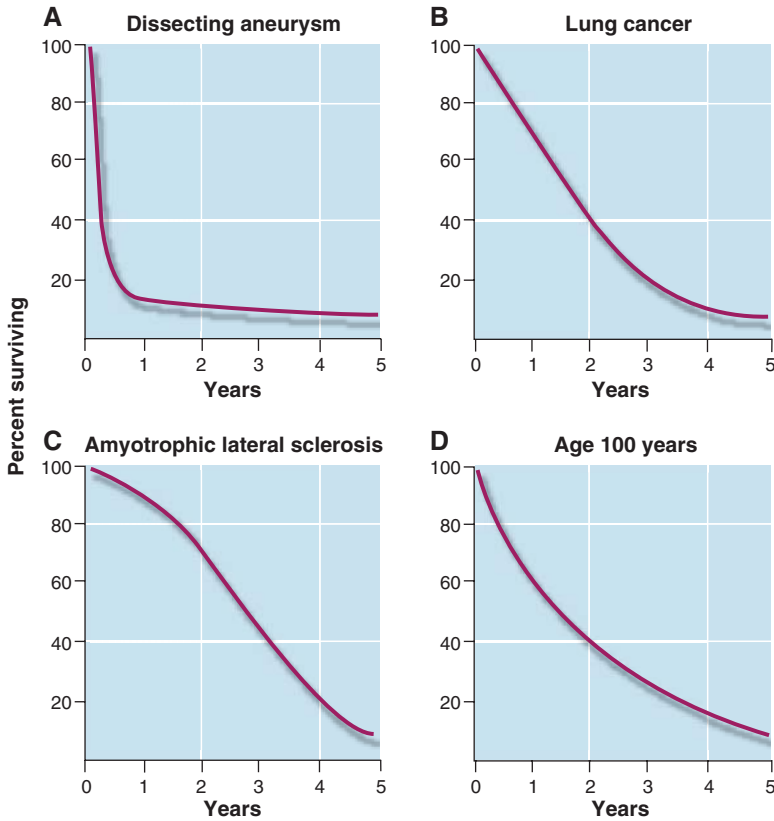 A Dissecting aneurysm
100
80
60
40
20
0 1 2 3 4 5
Years
B Lung cancer
100
80
60
40
20
0 1 2 3 4 5
Years
Percent surviving
C Amyotrophic lateral sclerosis
100
80
60
40
20
0 1 2 3 4 5
Years
D Age 100 years
100
80
60
40
20
0 1 2 3 4 5
Years